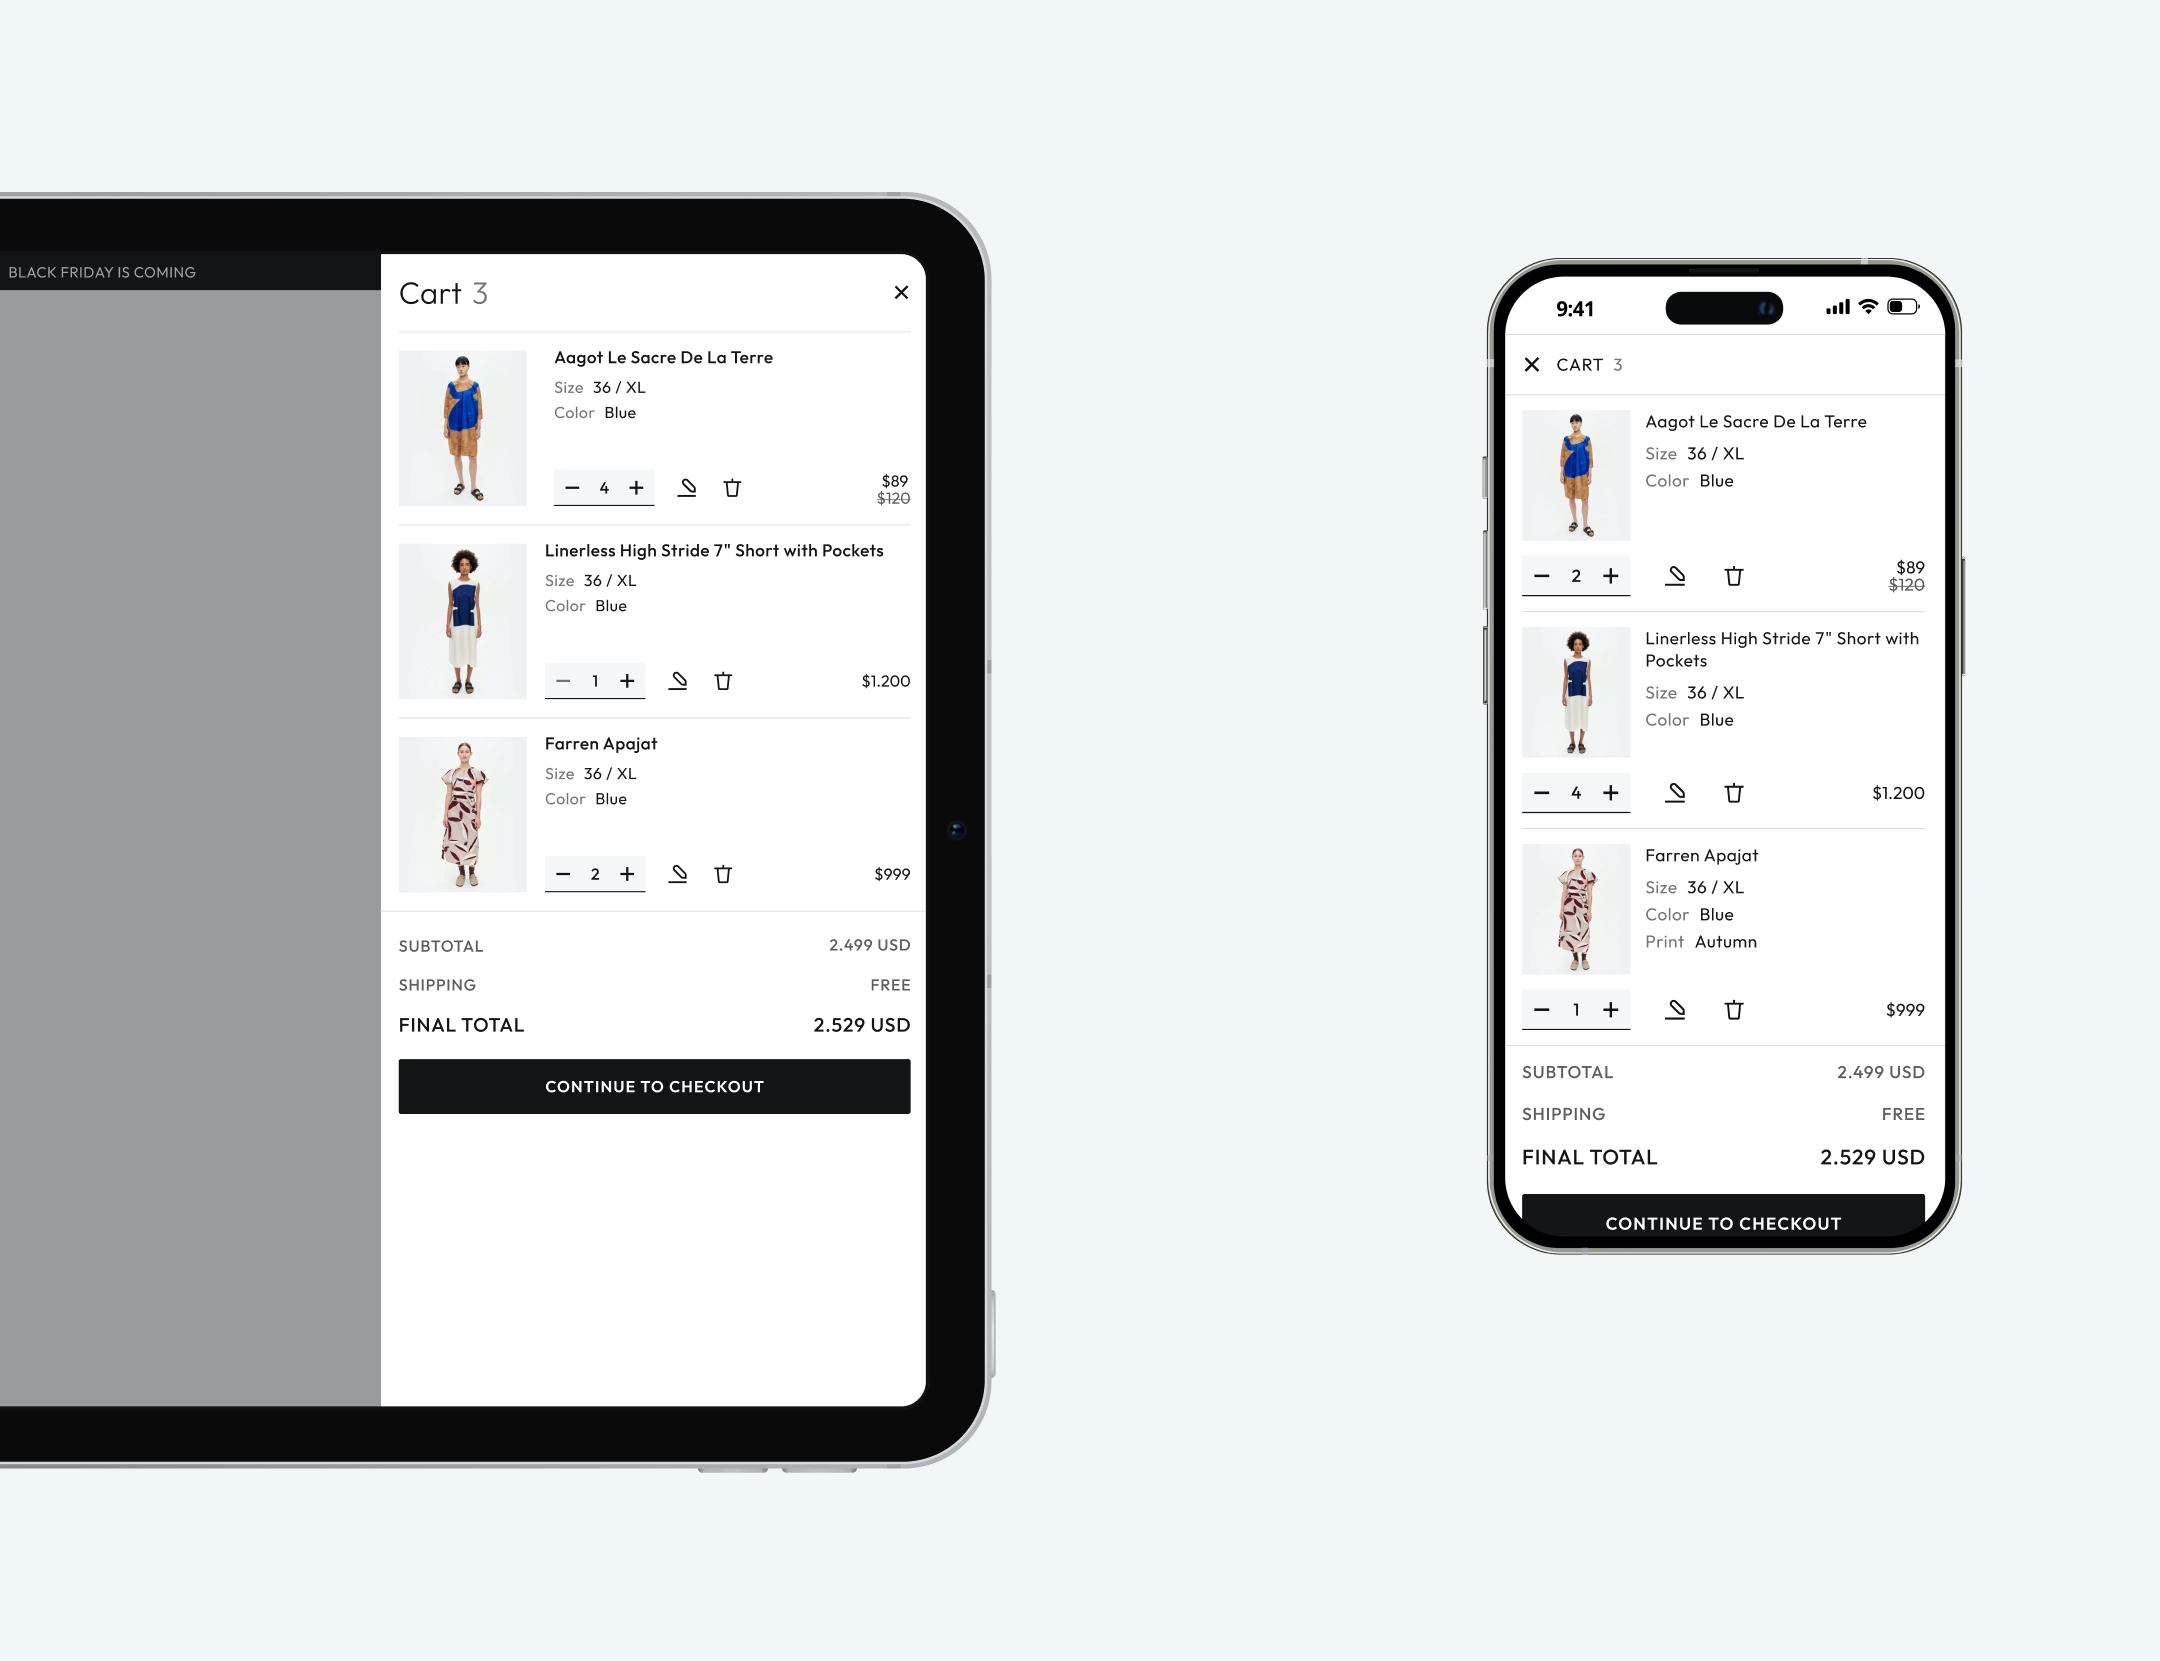 BLACK FRIDAY IS COMING
Cart 3
Aagot Le Sacre De La Terre
Size 36 / XL
Color Blue
4
$89
$120
Linerless High Stride 7" Short with Pockets
Size 36 / XL
Color Blue
1
$1.200
Farren Apajat
Size 36 / XL
Color Blue
2
$999
SUBTOTAL 2.499 USD
SHIPPING FREE
FINAL TOTAL 2.529 USD
CONTINUE TO CHECKOUT
9:41
CART 3
Aagot Le Sacre De La Terre
Size 36 / XL
Color Blue
2
$89
$120
Linerless High Stride 7" Short with
Pockets
Size 36 / XL
Color Blue
4
$1.200
Farren Apajat
Size 36 / XL
Color Blue
Print Autumn
1
$999
SUBTOTAL 2.499 USD
SHIPPING FREE
FINAL TOTAL 2.529 USD
CONTINUE TO CHECKOUT